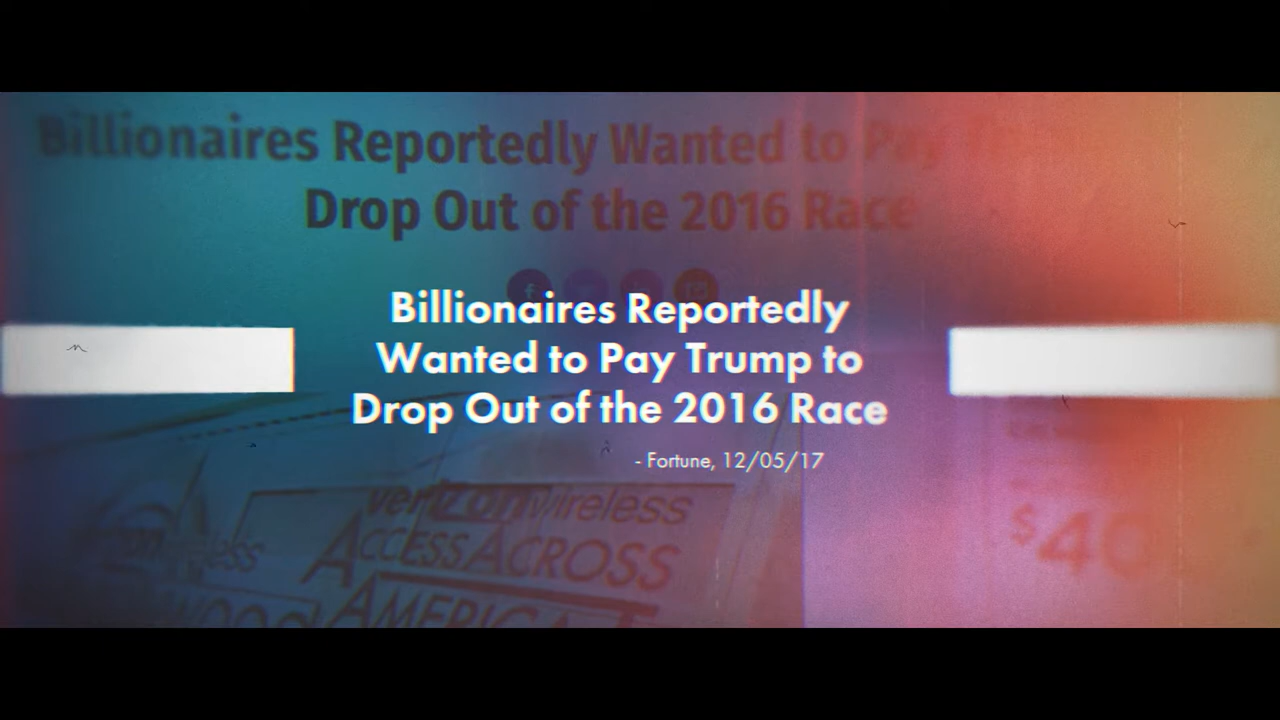 Billionaires Reportedly Wanted to Pay
Drop Out of the 2016 Race
Billionaires Reportedly
Wanted to Pay Trump to
Drop Out of the 2016 Race
- Fortune, 12/05/17
verizonwireless
ACCESS ACROSS
AMERICA
$40